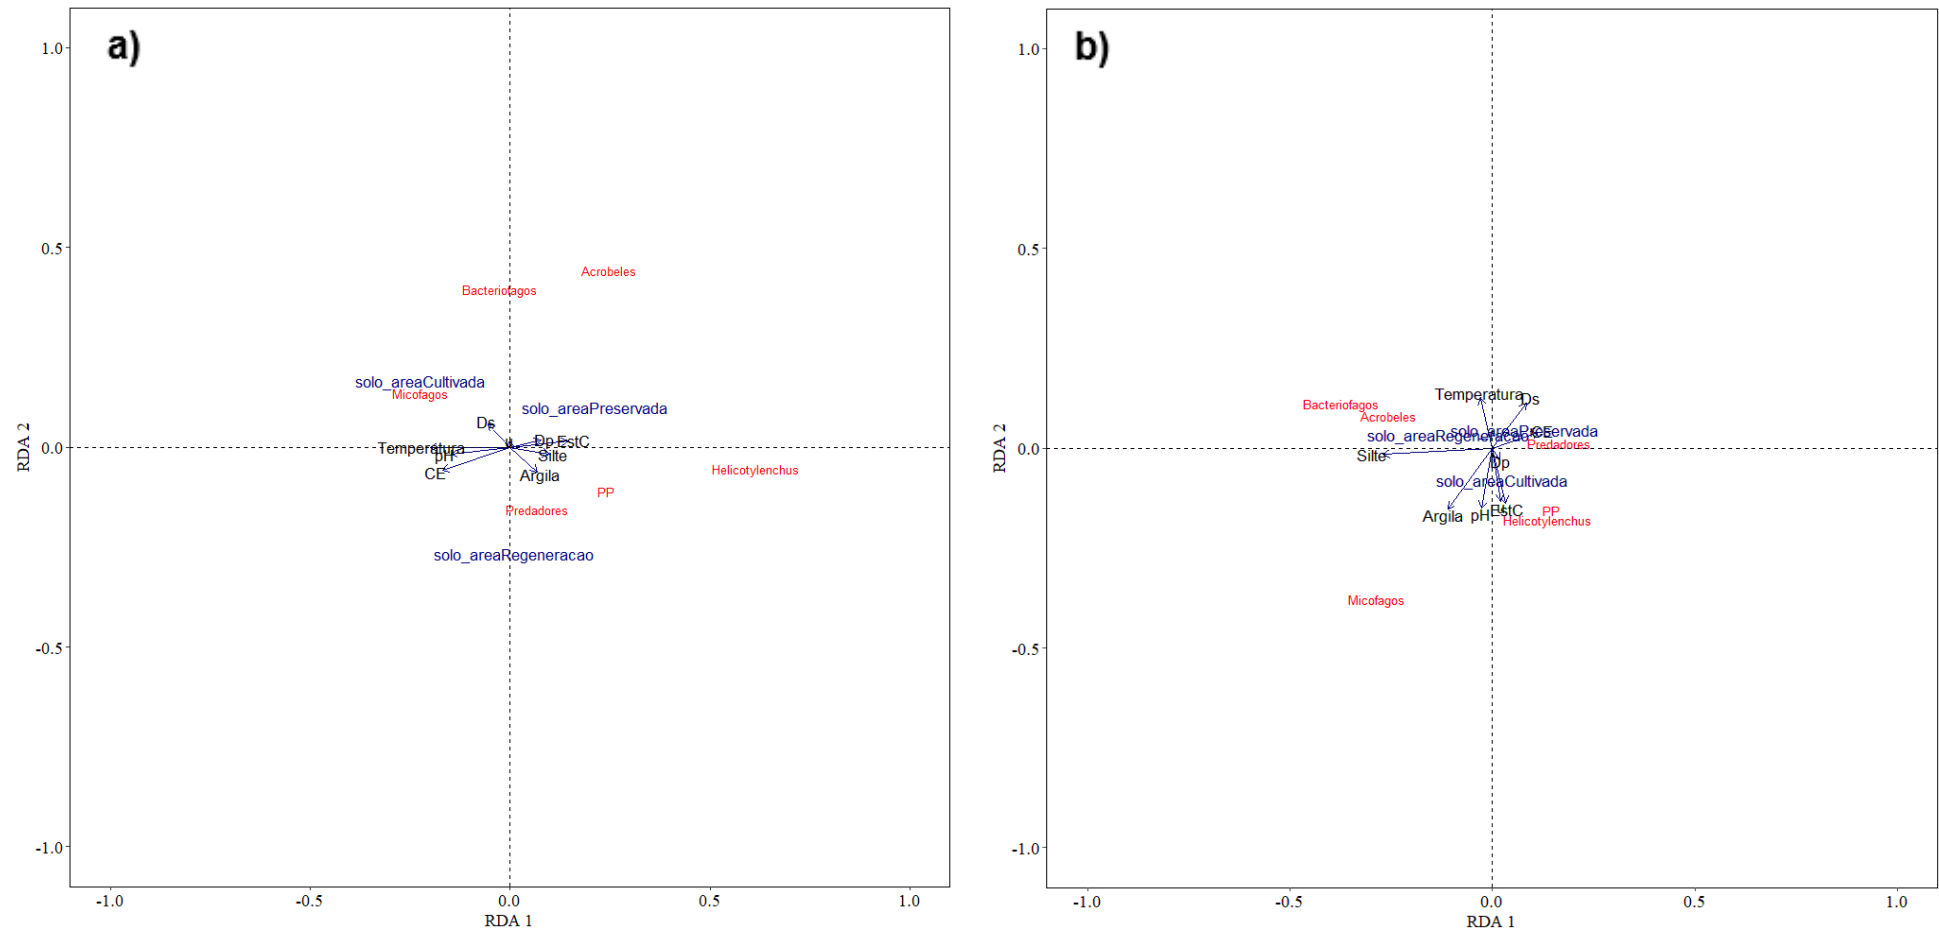 a)
1.0
0.5
0.0
-0.5
-1.0
RDA 2
Acrobeles
Bacteriofagos
solo_areaCultivada
Micofagos
solo_areaPreservada
Ds
Temperatura
Dp
EstC
pH
Silte
CE
Argila
Helicotylenchus
PP
Predadores
solo_areaRegeneracao
-1.0
-0.5
0.0
0.5
1.0
RDA 1
b)
1.0
0.5
0.0
-0.5
-1.0
RDA 2
Temperatura
Ds
Bacteriofagos
Acrobeles
solo_areaPreservada
CE
solo_areaRegeneracao
Predadores
Silte
Dp
solo_areaCultivada
Argila
pH
EstC
PP
Helicotylenchus
Micofagos
-1.0
-0.5
0.0
0.5
1.0
RDA 1